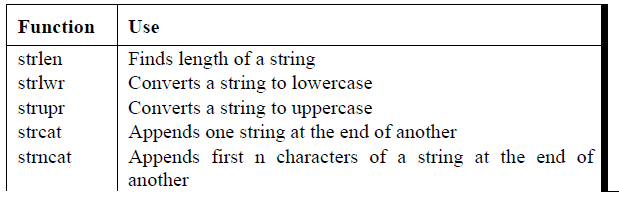 Function Use
strlen Finds length of a string
strlwr Converts a string to lowercase
strupr Converts a string to uppercase
strcat Appends one string at the end of another
strncat Appends first n characters of a string at the end of
another